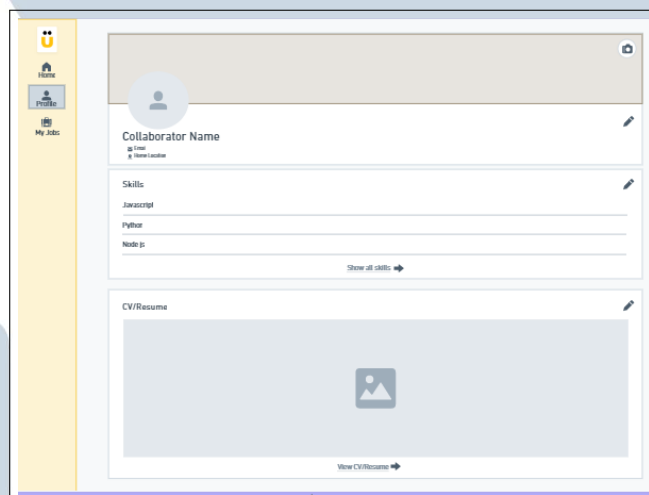 ü
Home
Profile
My Jobs
Collaborator Name
Email
Home Location
Skills
Javascript
Python
Node js
Show all skills
CV/Resume
View CV/Resume